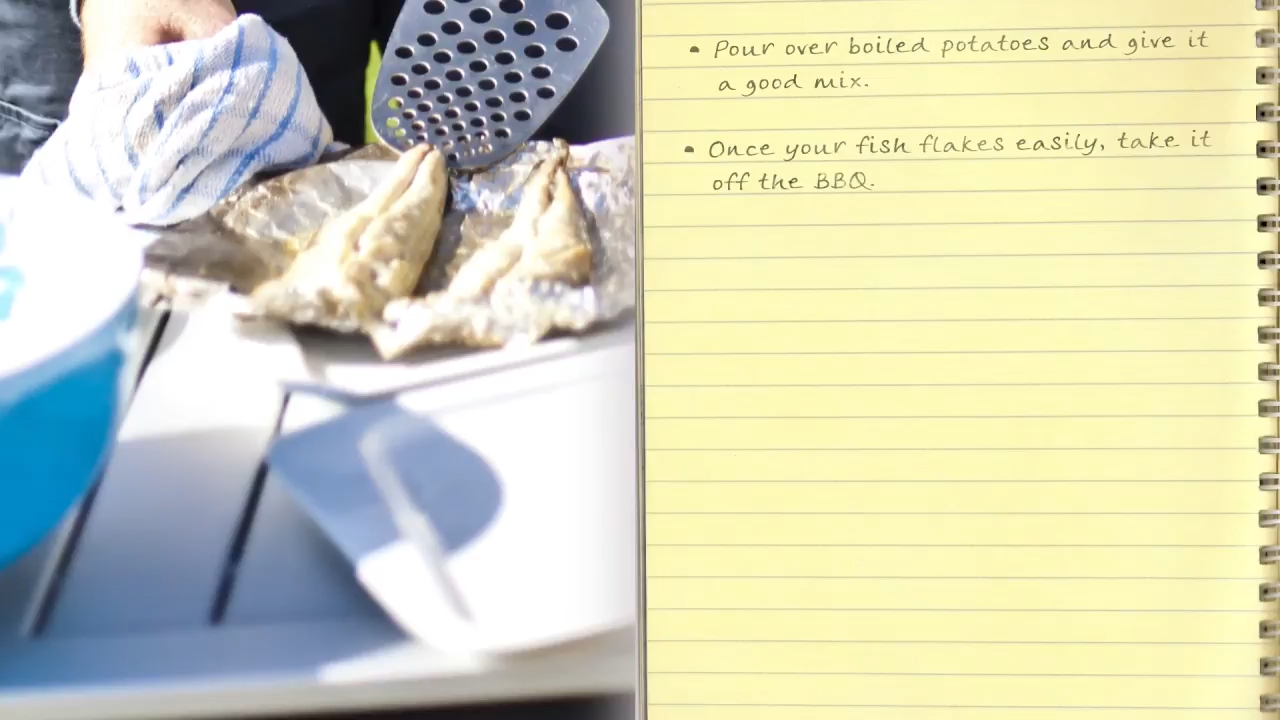 • Pour over boiled potatoes and give it
a good mix.
• Once your fish flakes easily, take it
off the BBQ.